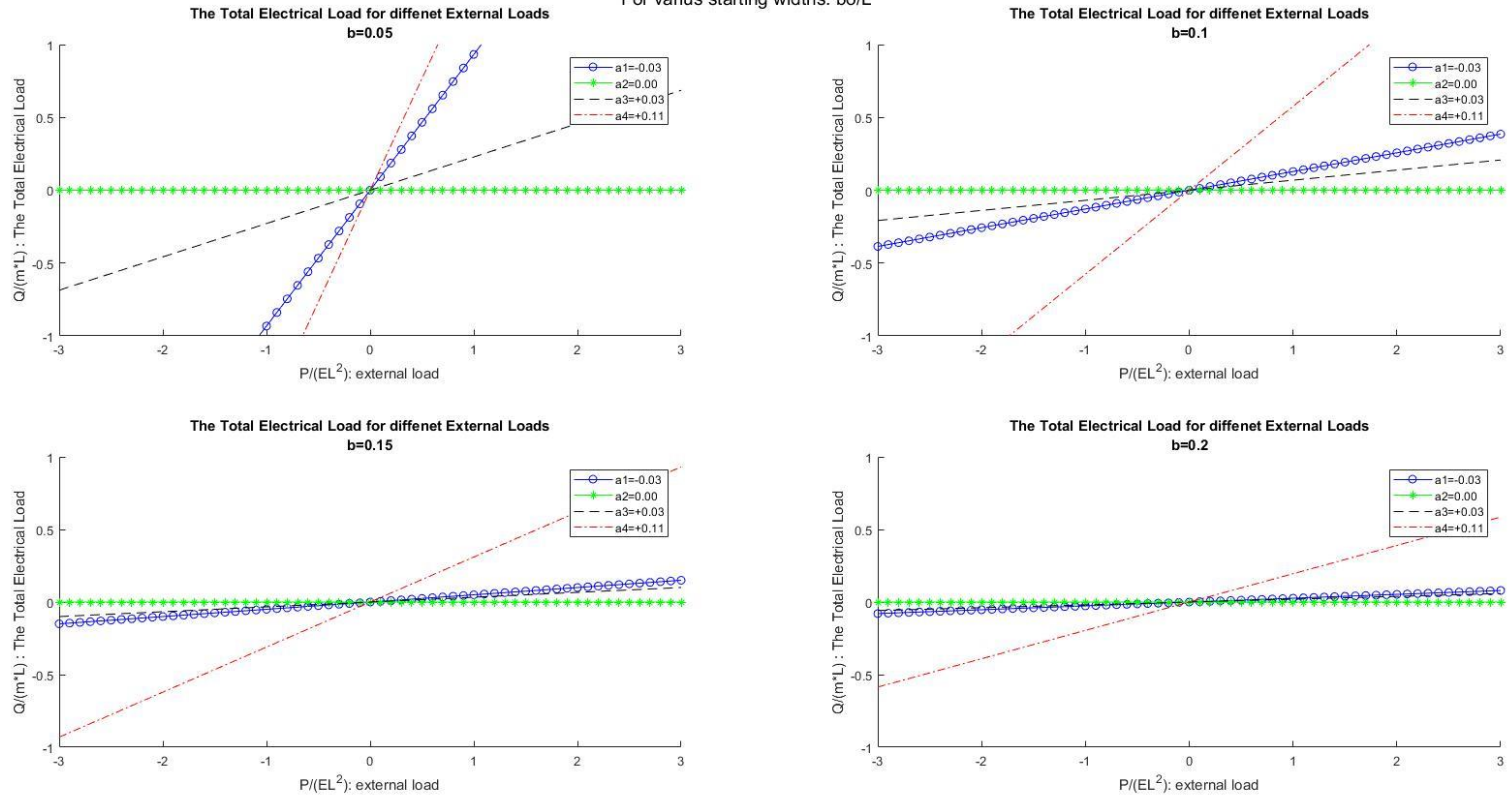 For varius starting widths: bo/L
The Total Electrical Load for diffenet External Loads
b=0.05
1
0.5
0
-0.5
-1
-3 -2 -1 0 1 2 3
Q/(m*L) : The Total Electrical Load
P/(EL²): external load
a1=-0.03
a2=0.00
a3=+0.03
a4=+0.11
The Total Electrical Load for diffenet External Loads
b=0.1
1
0.5
0
-0.5
-1
-3 -2 -1 0 1 2 3
Q/(m*L) : The Total Electrical Load
P/(EL²): external load
a1=-0.03
a2=0.00
a3=+0.03
a4=+0.11
The Total Electrical Load for diffenet External Loads
b=0.15
1
0.5
0
-0.5
-1
-3 -2 -1 0 1 2 3
Q/(m*L) : The Total Electrical Load
P/(EL²): external load
a1=-0.03
a2=0.00
a3=+0.03
a4=+0.11
The Total Electrical Load for diffenet External Loads
b=0.2
1
0.5
0
-0.5
-1
-3 -2 -1 0 1 2 3
Q/(m*L) : The Total Electrical Load
P/(EL²): external load
a1=-0.03
a2=0.00
a3=+0.03
a4=+0.11